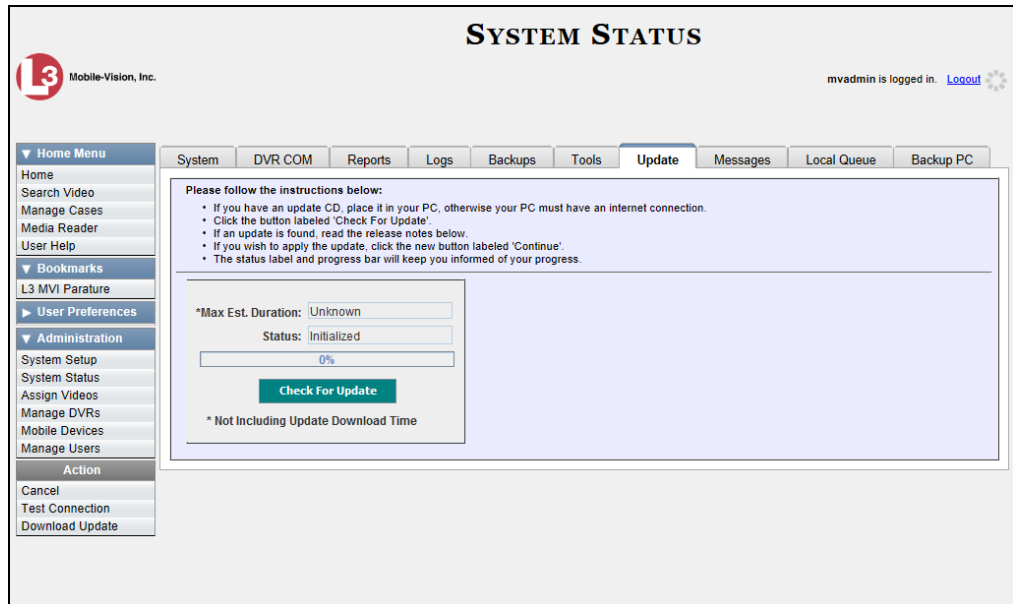 SYSTEM STATUS
L3 Mobile-Vision, Inc.
mvadmin is logged in. Logout
▼ Home Menu
Home
Search Video
Manage Cases
Media Reader
User Help
▼ Bookmarks
L3 MVI Parature
▶ User Preferences
▼ Administration
System Setup
System Status
Assign Videos
Manage DVRs
Mobile Devices
Manage Users
Action
Cancel
Test Connection
Download Update
System DVR COM Reports Logs Backups Tools Update Messages Local Queue Backup PC
Please follow the instructions below:
• If you have an update CD, place it in your PC, otherwise your PC must have an internet connection.
• Click the button labeled 'Check For Update'.
• If an update is found, read the release notes below.
• If you wish to apply the update, click the new button labeled 'Continue'.
• The status label and progress bar will keep you informed of your progress.
*Max Est. Duration: Unknown
Status: Initialized
0%
Check For Update
* Not Including Update Download Time